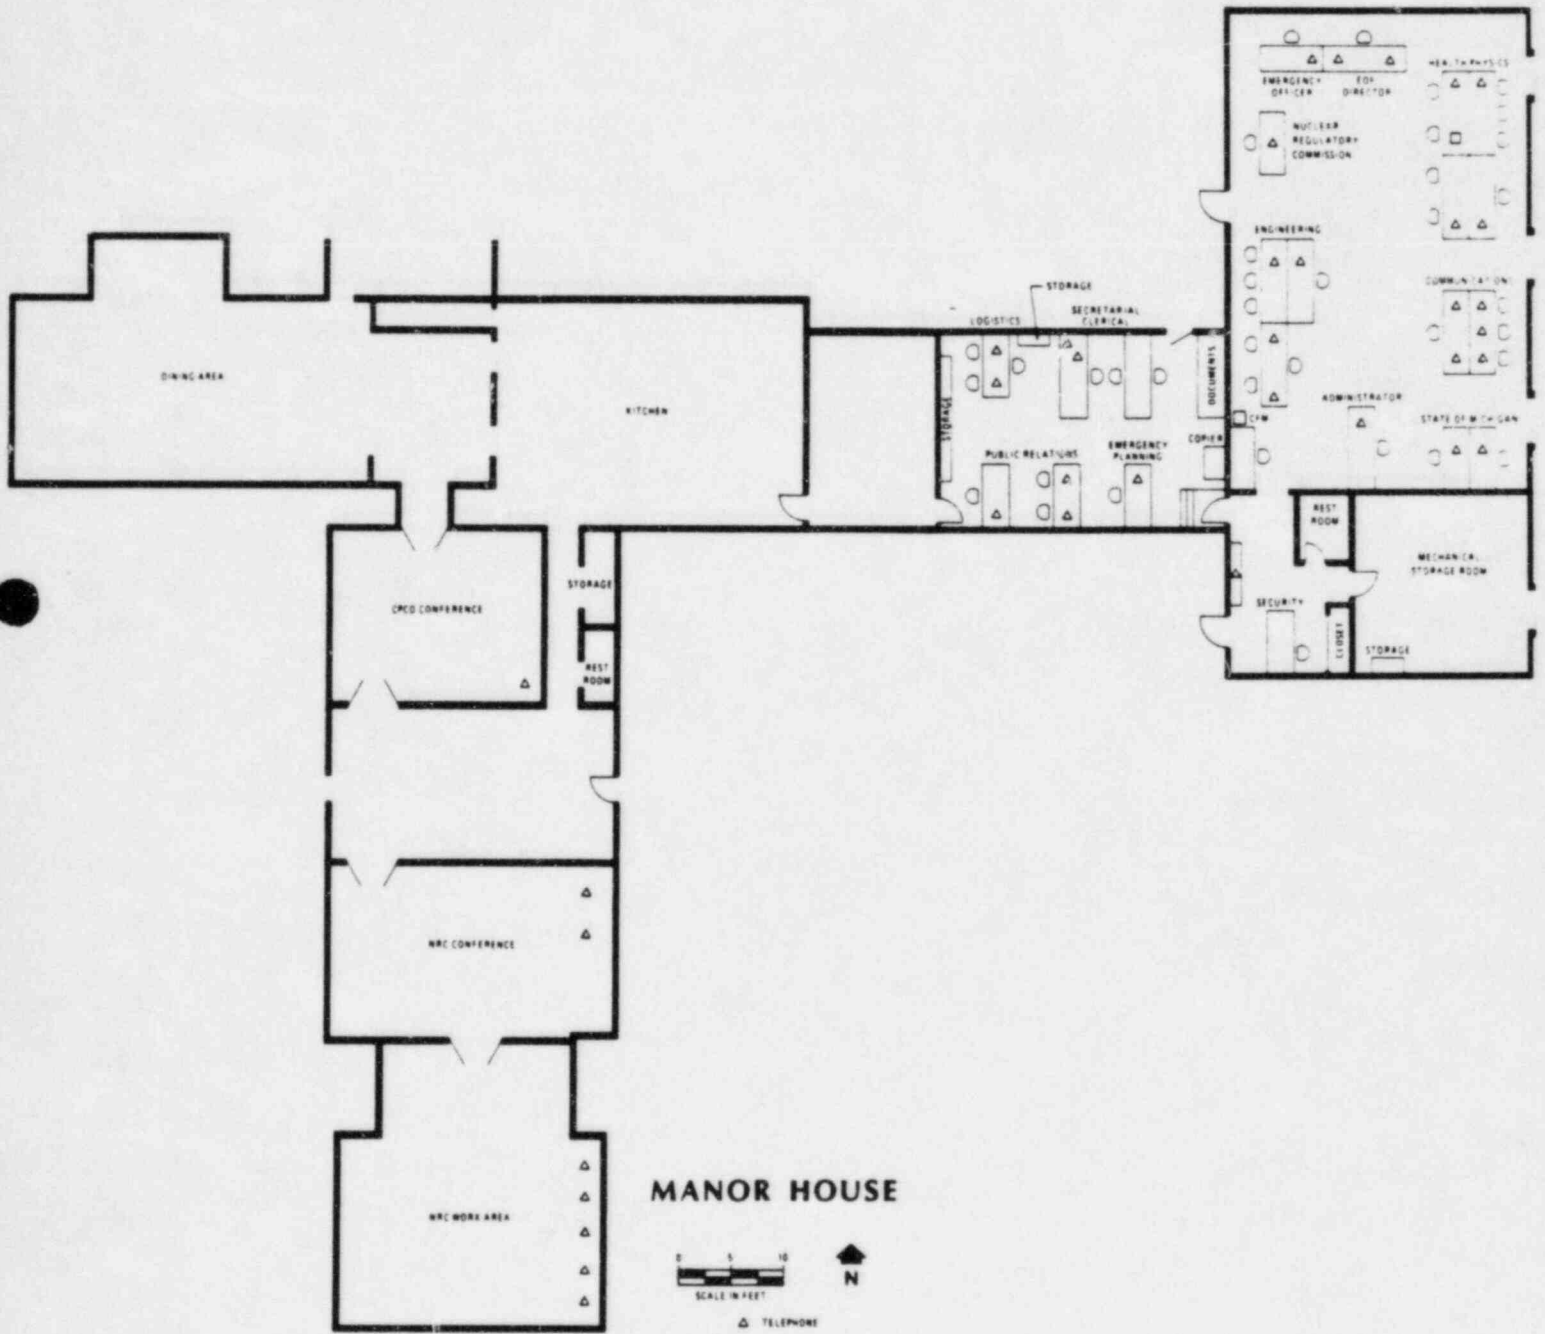 EMERGENCY
OFFICER
EOF
DIRECTOR
HEALTH PHYSICS
NUCLEAR
REGULATORY
COMMISSION
ENGINEERING
COMMUNICATIONS
STORAGE
LOGISTICS
SECRETARIAL
CLERICAL
DOCUMENTS
DINING AREA
KITCHEN
STORAGE
ADMINISTRATOR
CFM
STATE OF MICHIGAN
COPIER
PUBLIC RELATIONS
EMERGENCY
PLANNING
REST
ROOM
MECHANICAL
STORAGE ROOM
STORAGE
CPCO CONFERENCE
SECURITY
CLOSET
STORAGE
REST
ROOM
NRC CONFERENCE
NRC WORK AREA
MANOR HOUSE
0 5 10
SCALE IN FEET
N
TELEPHONE